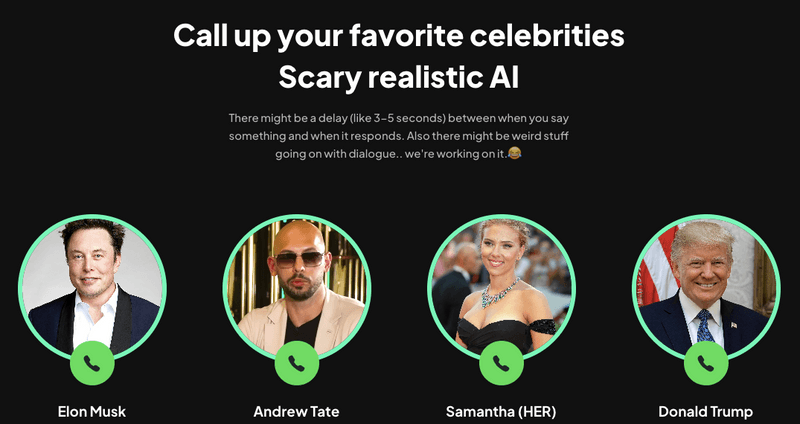 Call up your favorite celebrities
Scary realistic AI
There might be a delay (like 3-5 seconds) between when you say
something and when it responds. Also there might be weird stuff
going on with dialogue.. we're working on it.😂
Elon Musk
Andrew Tate
Samantha (HER)
Donald Trump